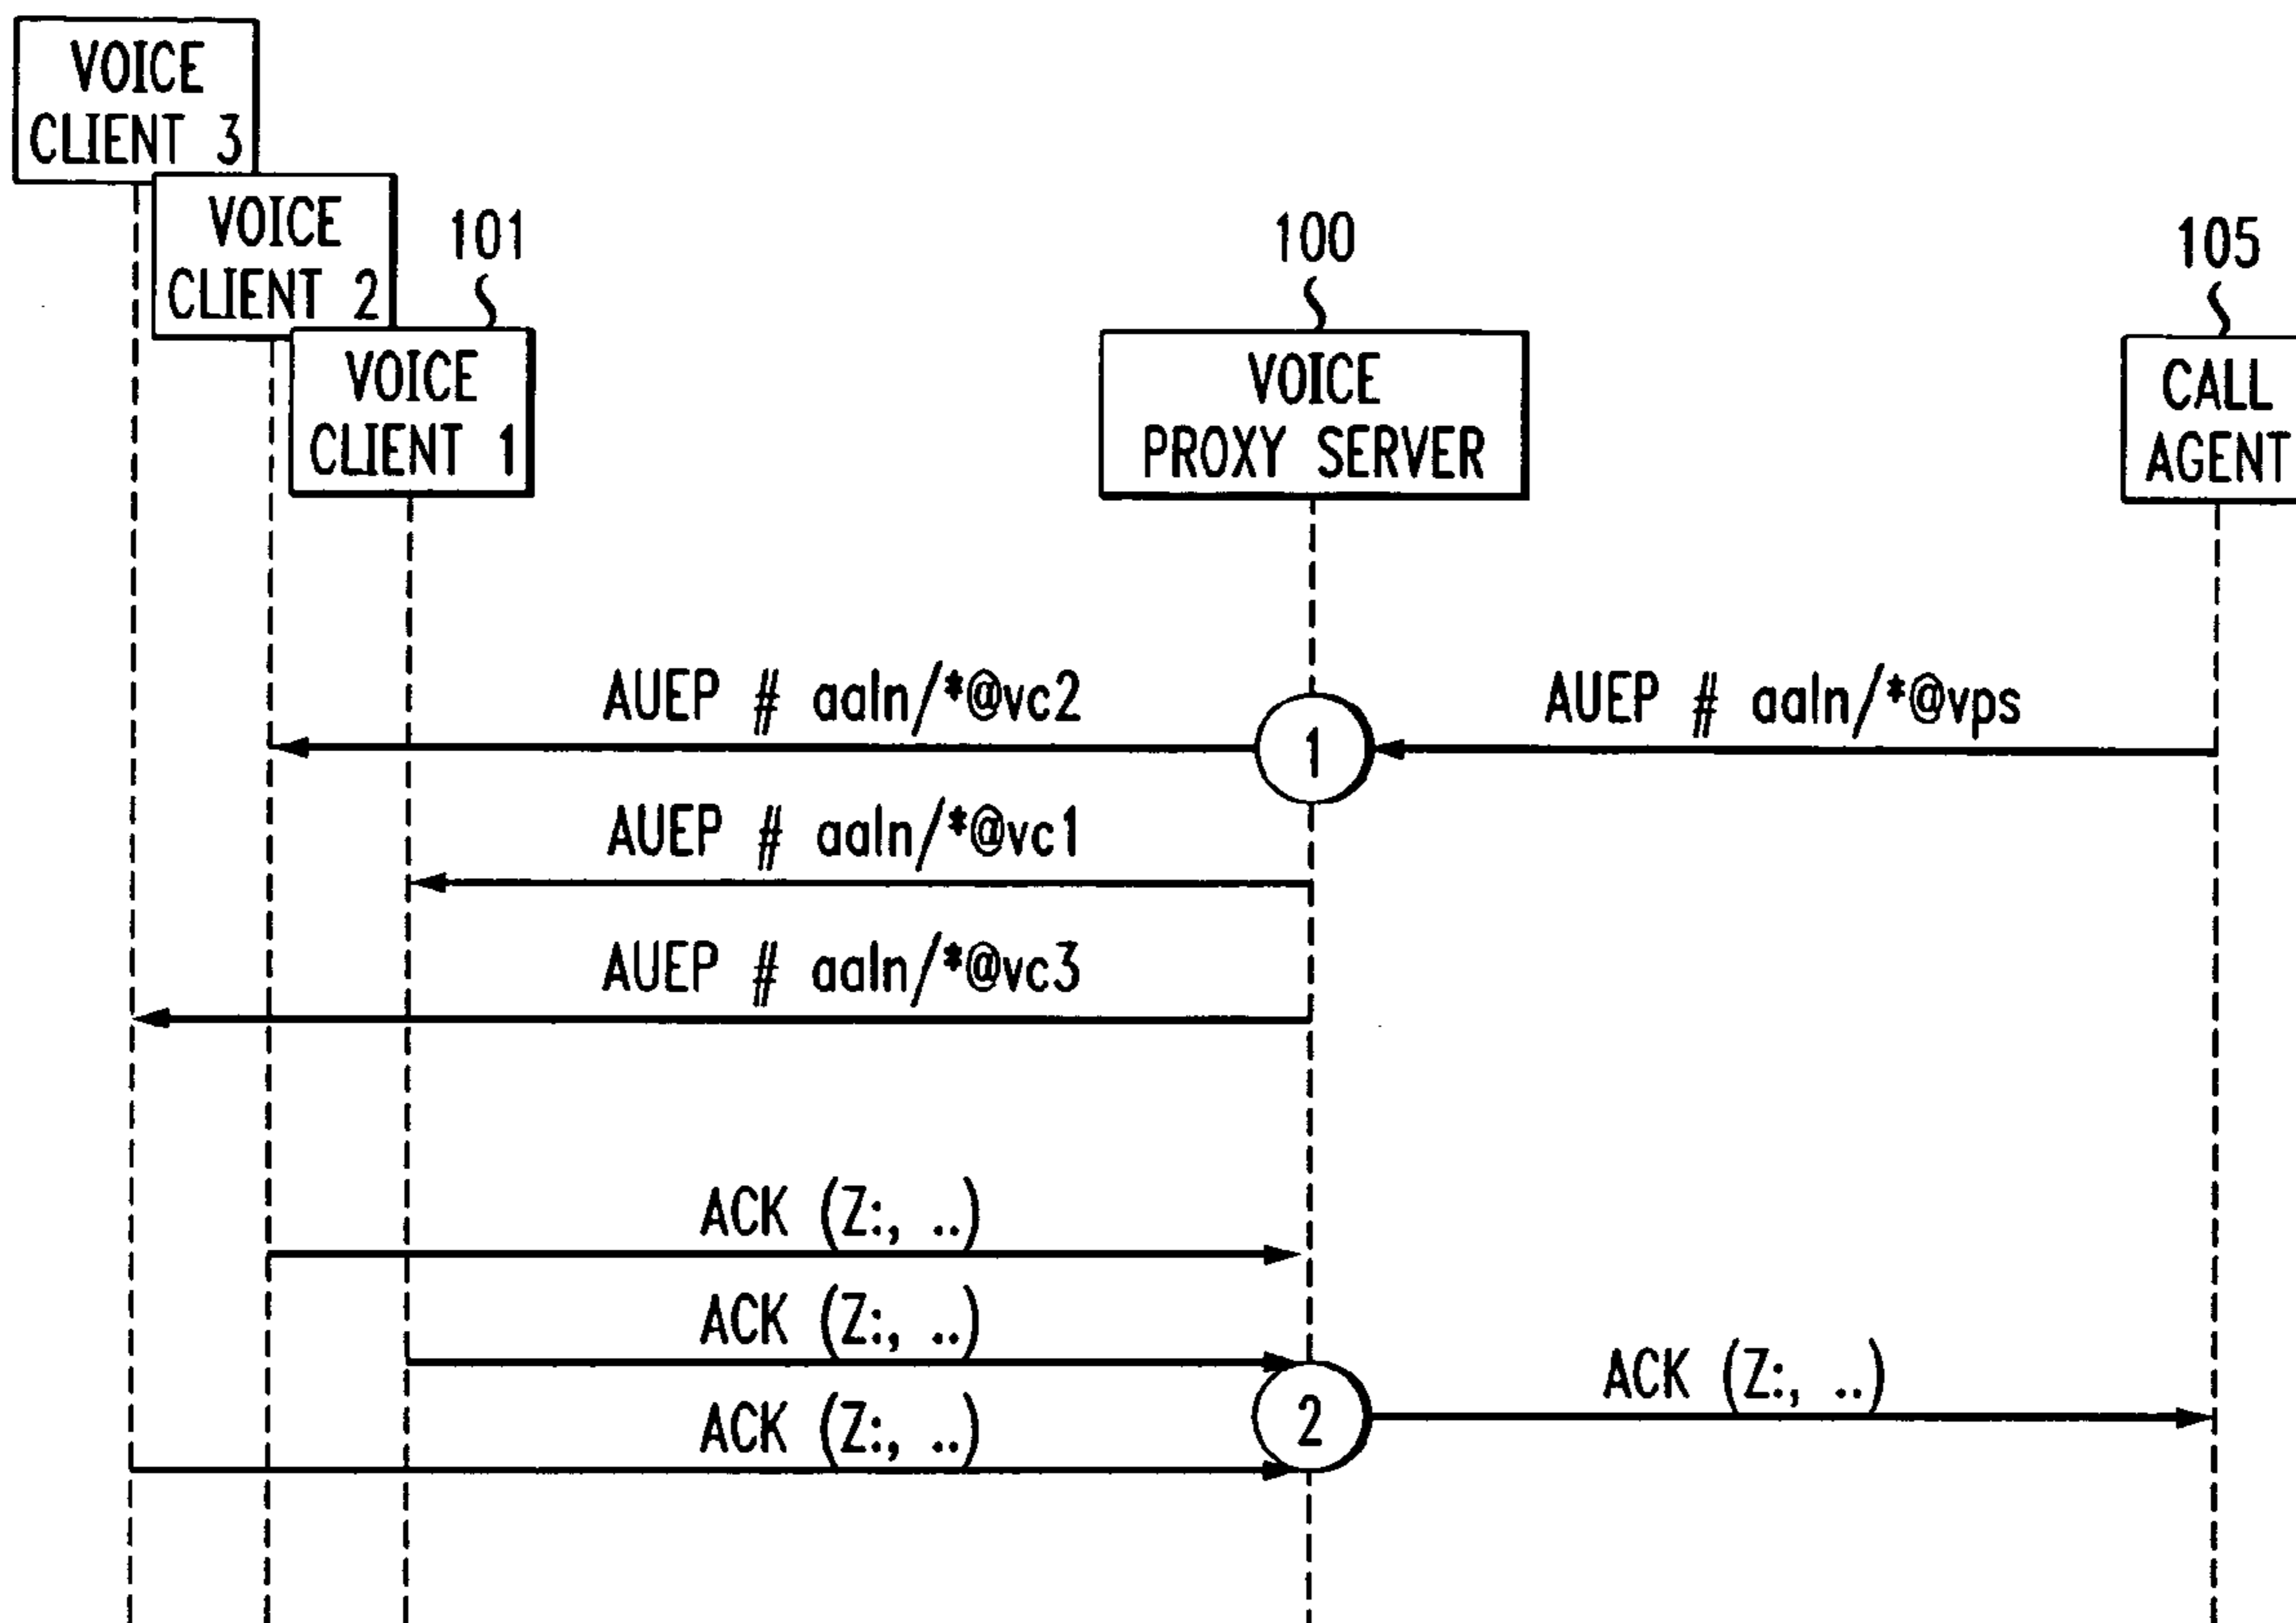 VOICE
CLIENT 3
VOICE
CLIENT 2
101
VOICE
CLIENT 1
100
VOICE
PROXY SERVER
105
CALL
AGENT
AUEP # aaln/*@vc2
1
AUEP # aaln/*@vps
AUEP # aaln/*@vc1
AUEP # aaln/*@vc3
ACK (Z:, ..)
ACK (Z:, ..)
2
ACK (Z:, ..)
ACK (Z:, ..)